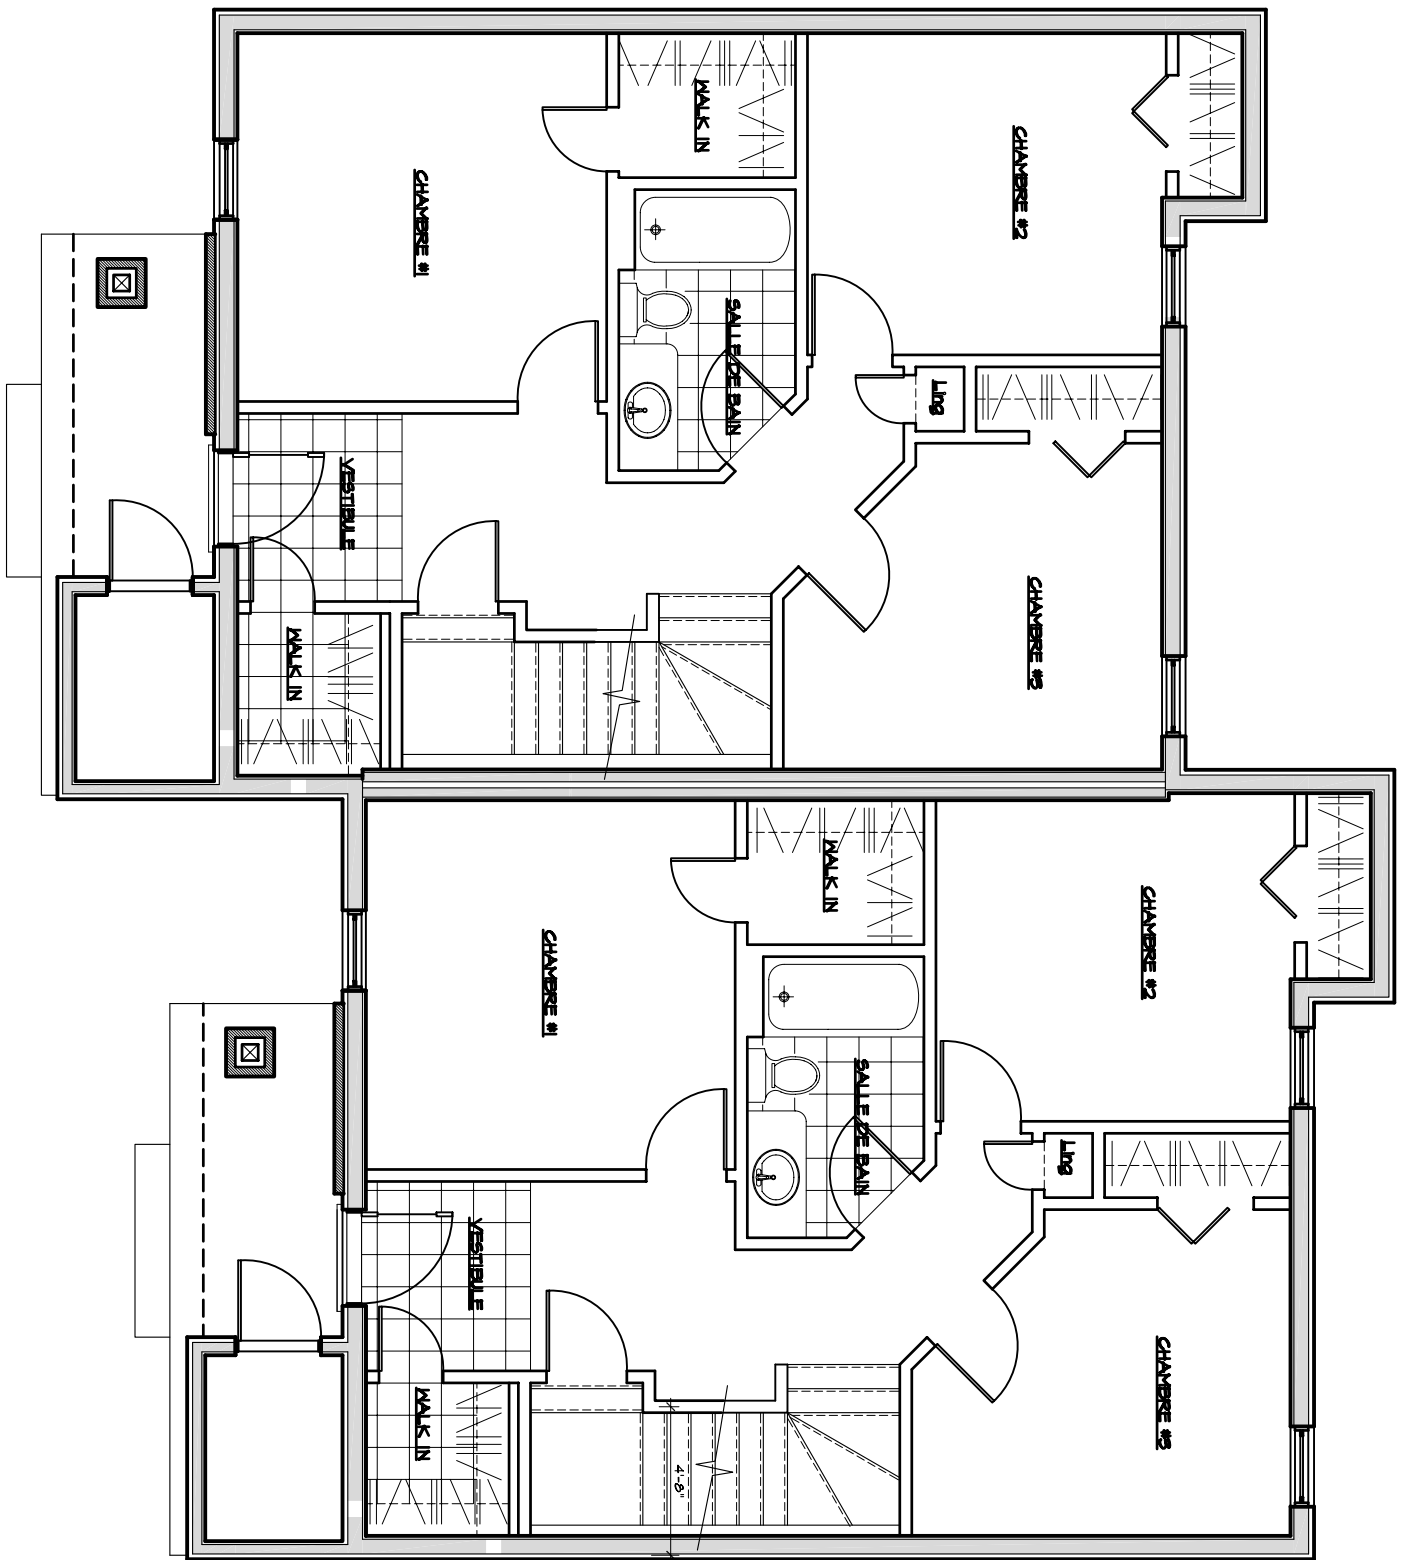 WALK IN
CHAMBRE #2
CHAMBRE #1
SALLE DE BAIN
Ling
VESTIBULE
CHAMBRE #3
WALK IN
WALK IN
CHAMBRE #2
CHAMBRE #1
SALLE DE BAIN
Ling
VESTIBULE
CHAMBRE #3
WALK IN
4'-8"